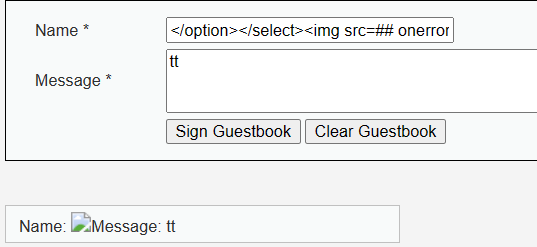 Name * </option></select><img src=## onerror
Message * tt
Sign Guestbook Clear Guestbook
Name: Message: tt